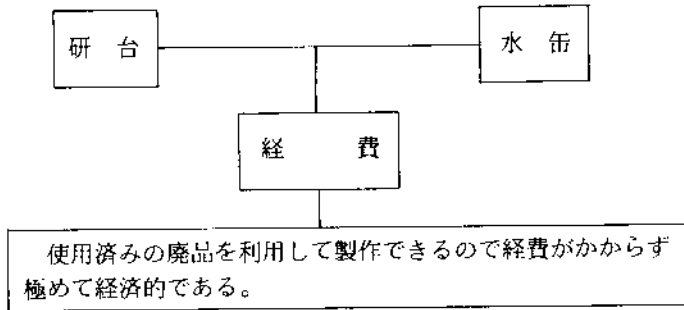 研台
水缶
経費
使用済みの廃品を利用して製作できるので経費がかからず
極めて経済的である。